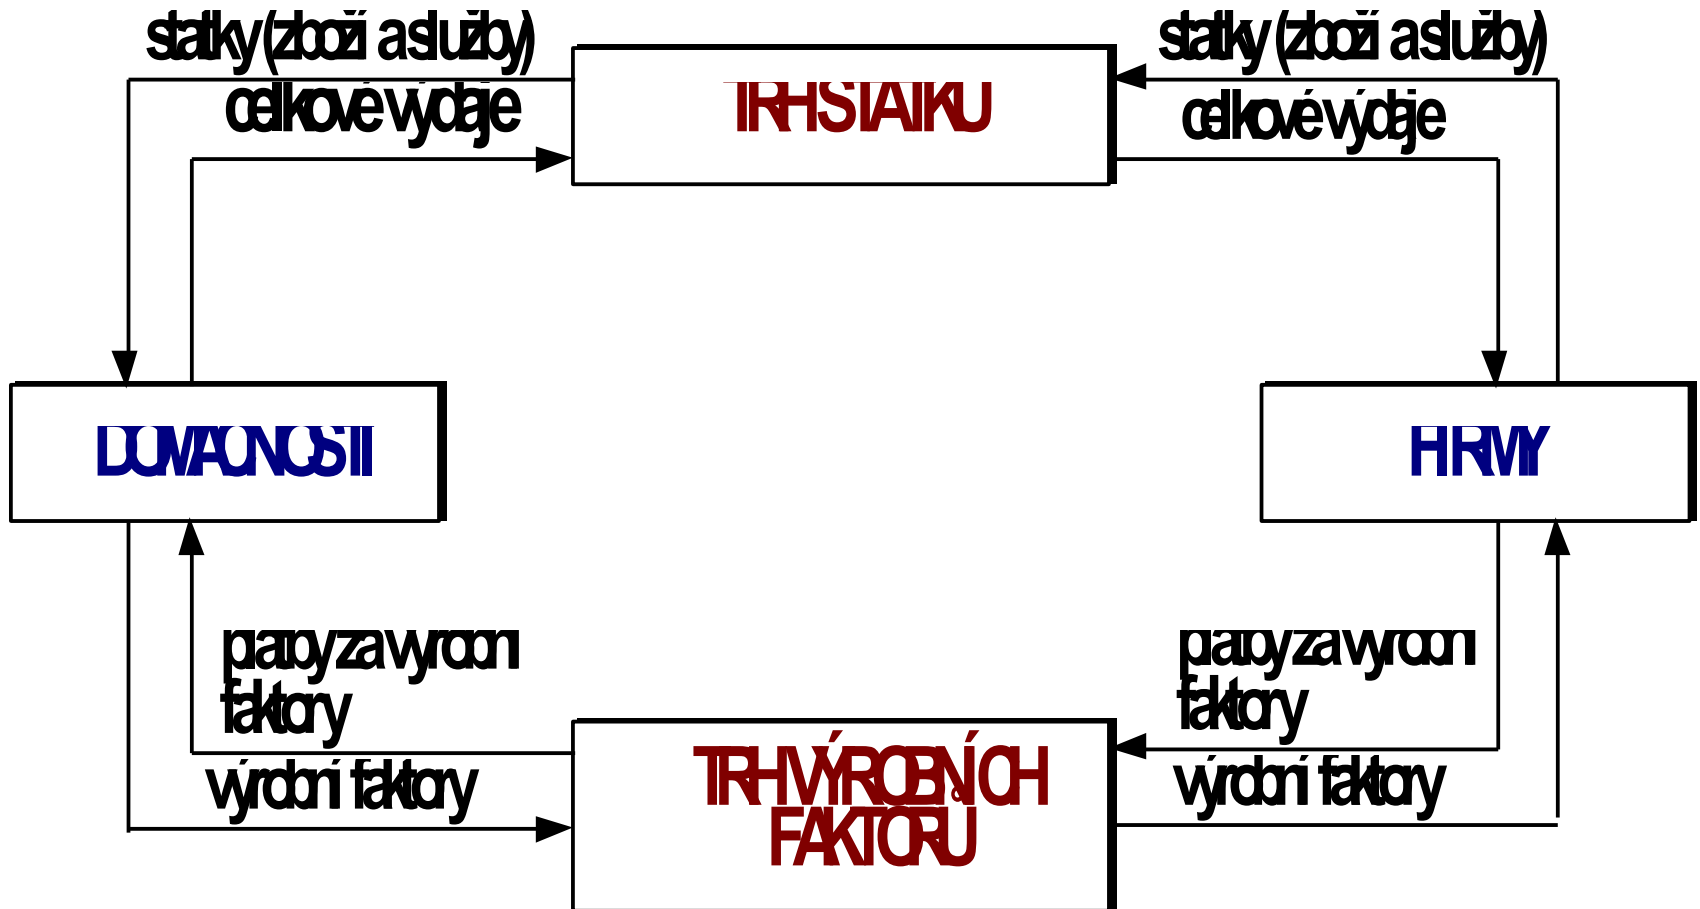 statky (zboží a služby)
statky (zboží a služby)
celkové výdaje
TRH STATKŮ
celkové výdaje
DOMÁCNOSTI
FIRMY
platby za výrobní
faktory
platby za výrobní
faktory
TRH VÝROBNÍCH
FAKTORŮ
výrobní faktory
výrobní faktory